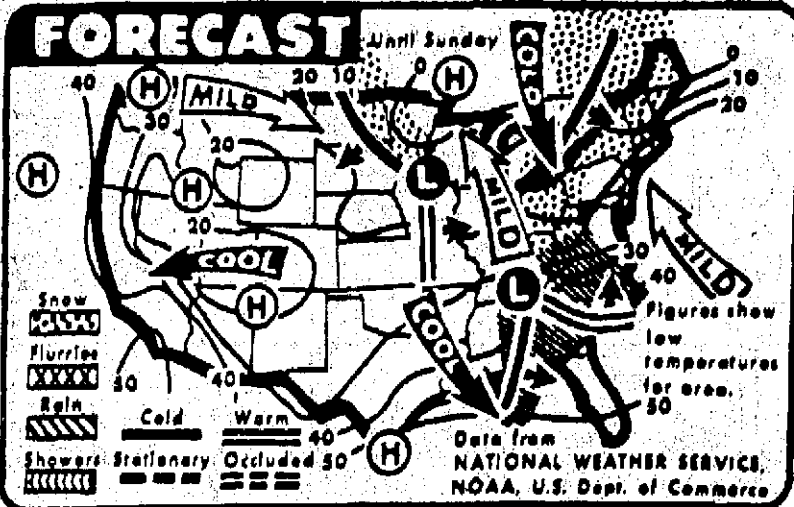 FORECAST
Until Sunday
40
H
MILD
20 10
0
H
COLD
0
10
20
30
20
H
H
L
MILD
20
COOL
MILD
30
L
40
H
COOL
Snow
Flurries
Rain
Showers
50
40
Cold
Warm
Stationary
Occluded
40
50
H
Figures show
low
temperatures
for area.
50
Data from
NATIONAL WEATHER SERVICE,
NOAA, U.S. Dept. of Commerce